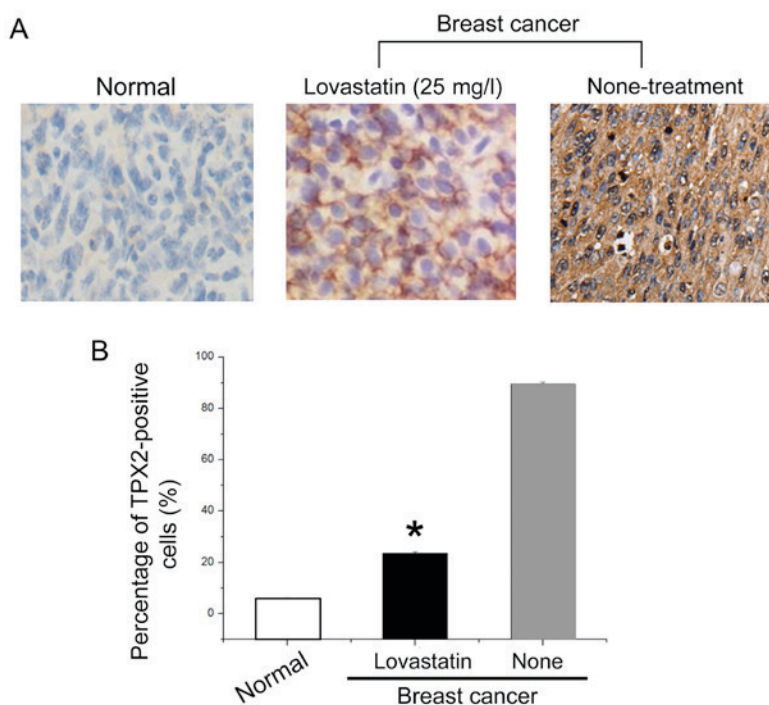 A
Breast cancer
Normal
Lovastatin (25 mg/l)
None-treatment
B
Percentage of TPX2-positive
cells (%)
100
80
60
40
20
0
*
Normal
Lovastatin
None
Breast cancer